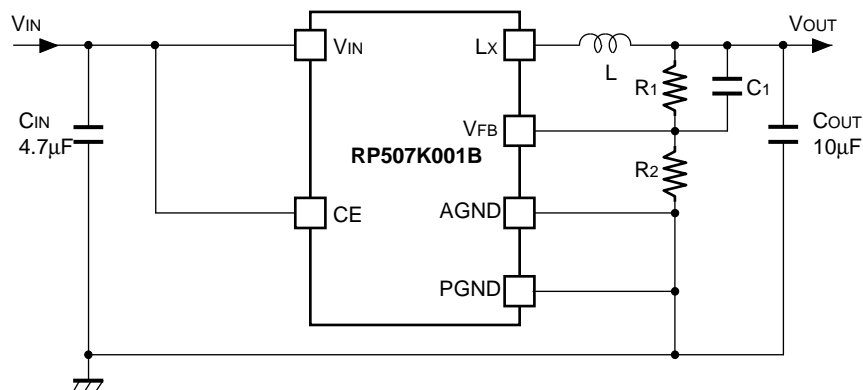 VIN
VIN
LX
VOUT
L
R1
C1
CIN
4.7μF
VFB
COUT
10μF
RP507K001B
R2
CE
AGND
PGND